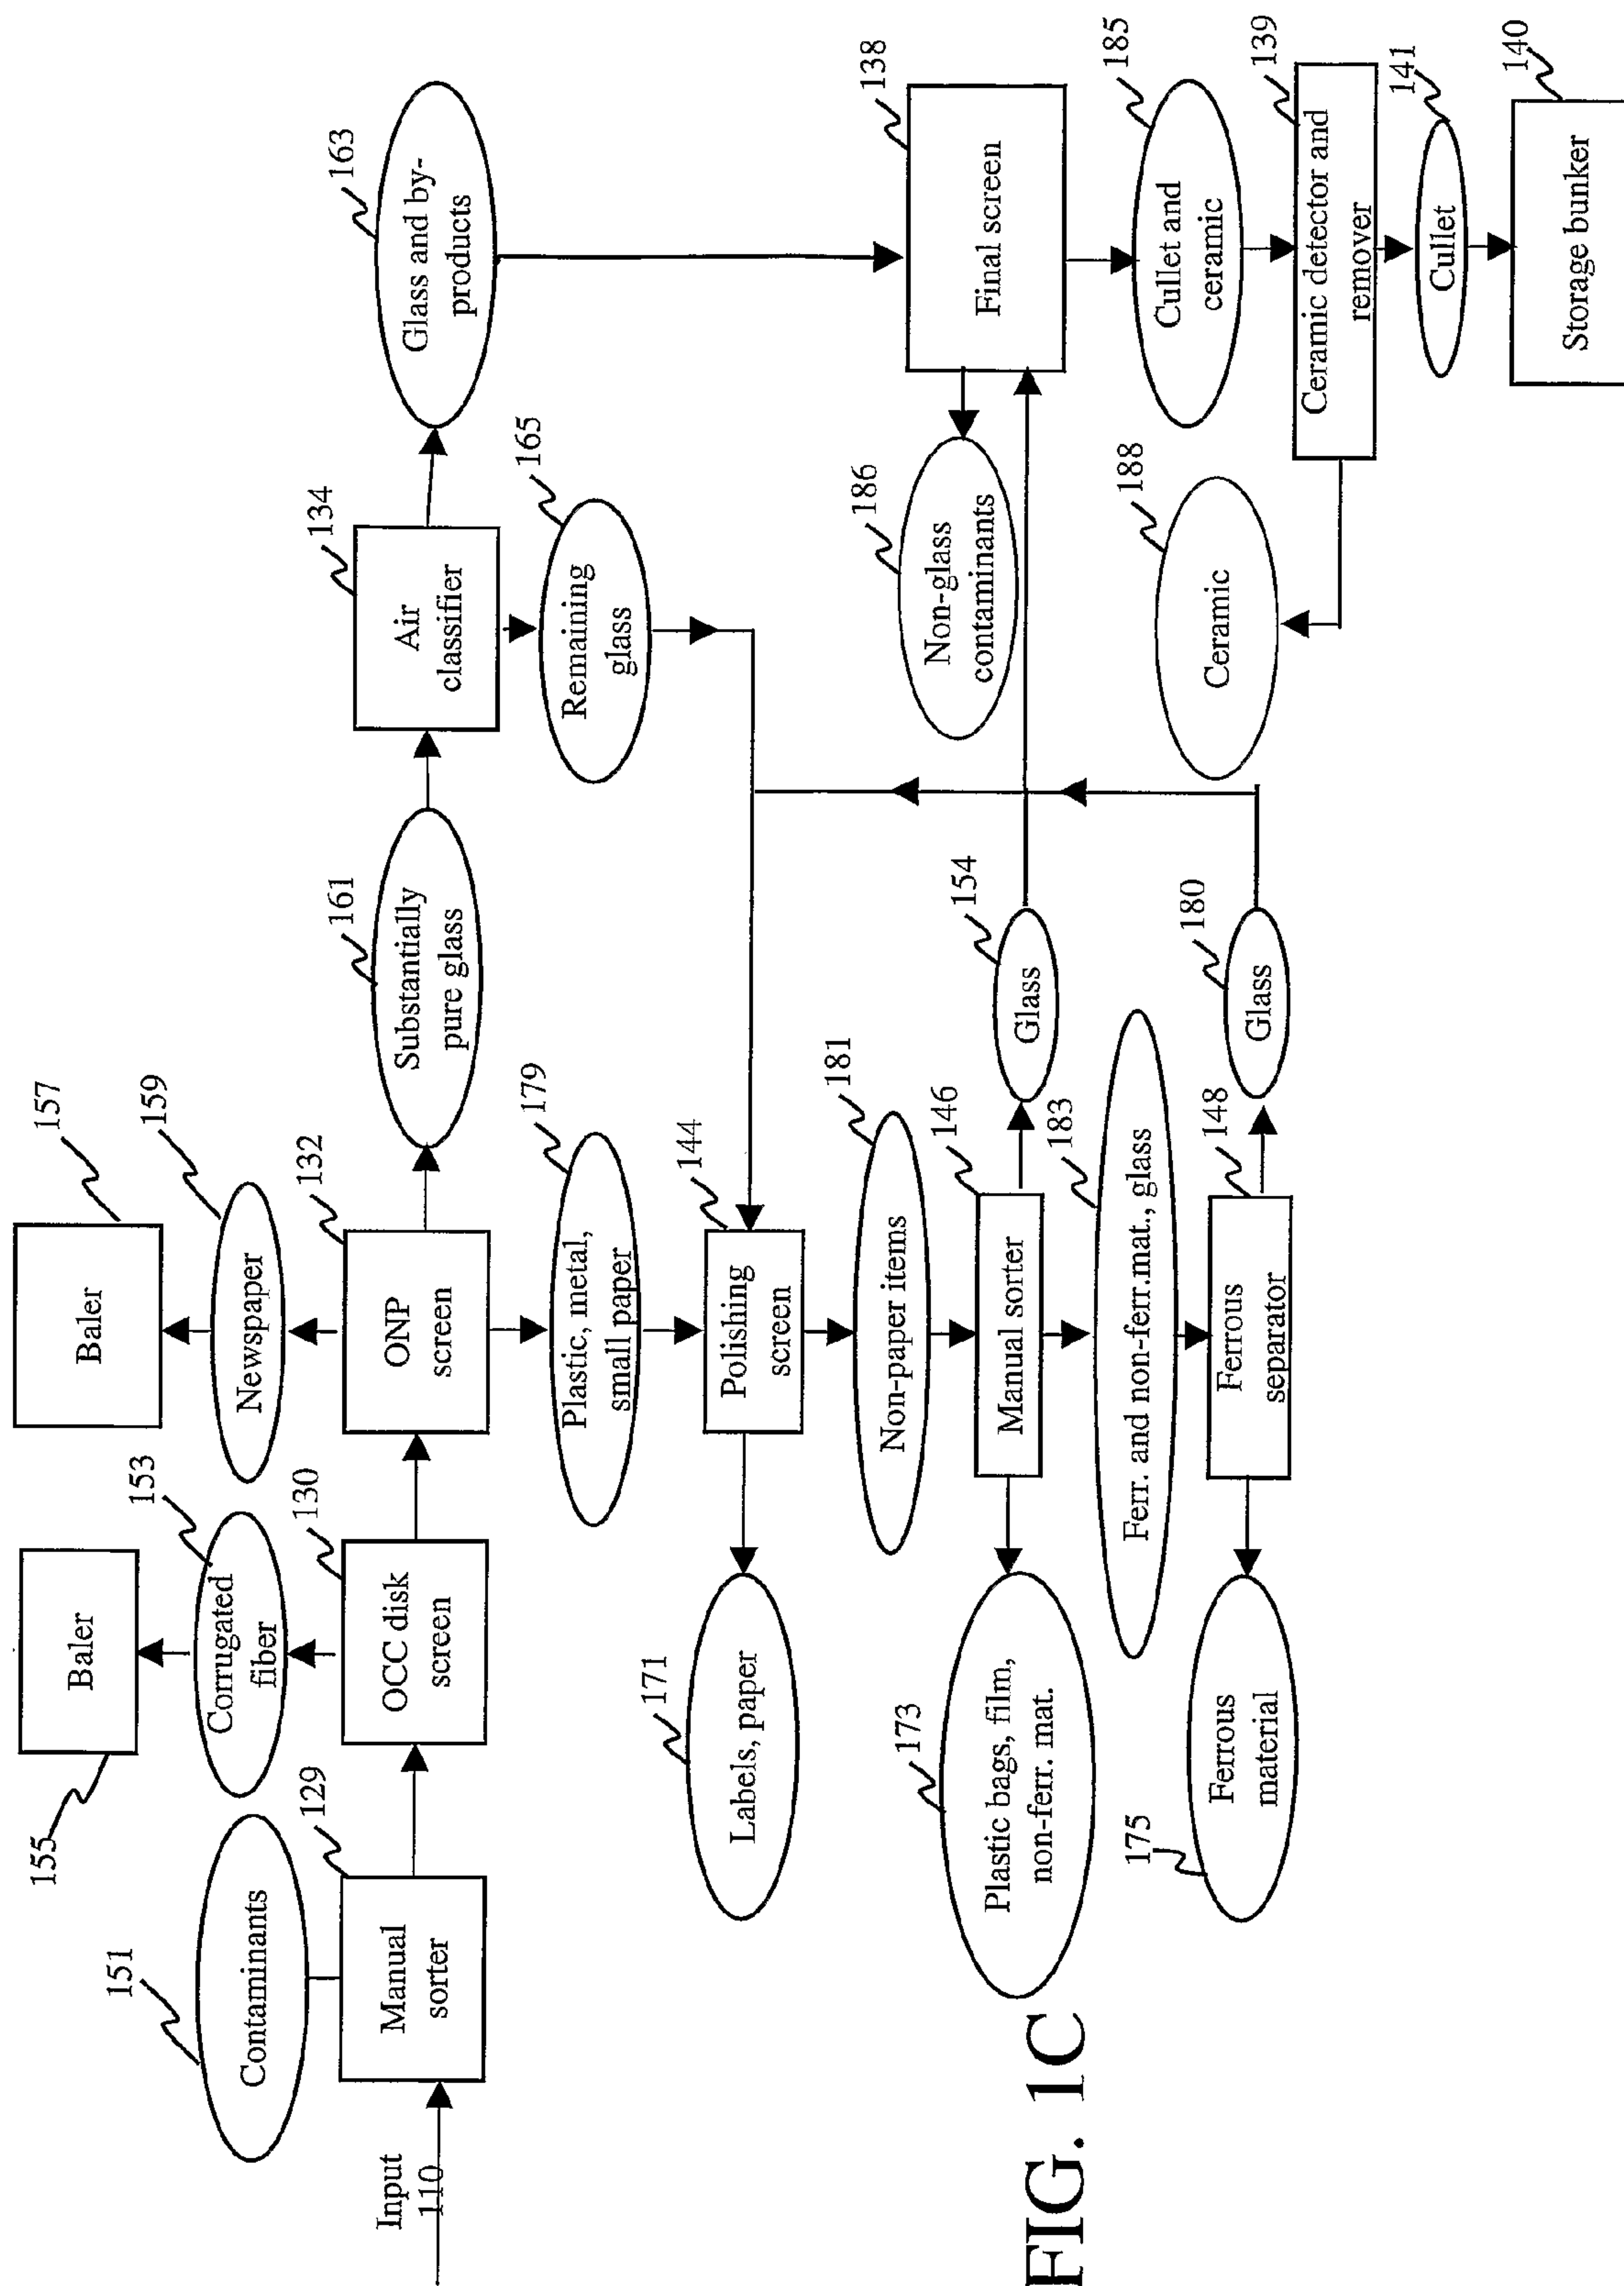 155
Baler
153
Corrugated
fiber
157
Baler
159
Newspaper
151
Contaminants
129
Manual
sorter
Input
110
130
OCC disk
screen
132
ONP
screen
161
Substantially
pure glass
134
Air
classifier
163
Glass and by-
products
165
Remaining
glass
179
Plastic, metal,
small paper
144
Polishing
screen
171
Labels, paper
181
Non-paper items
146
Manual sorter
173
Plastic bags, film,
non-ferr. mat.
154
Glass
183
Ferr. and non-ferr.mat., glass
148
Ferrous
separator
175
Ferrous
material
180
Glass
138
Final screen
186
Non-glass
contaminants
185
Cullet and
ceramic
139
Ceramic detector and
remover
188
Ceramic
141
Cullet
140
Storage bunker
FIG. 1C